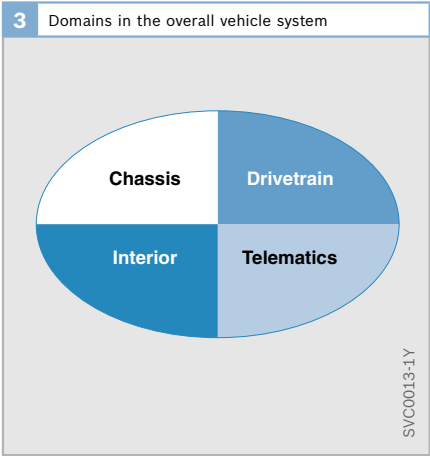 3 Domains in the overall vehicle system
Chassis Drivetrain
Interior Telematics
SVC0013-1Y